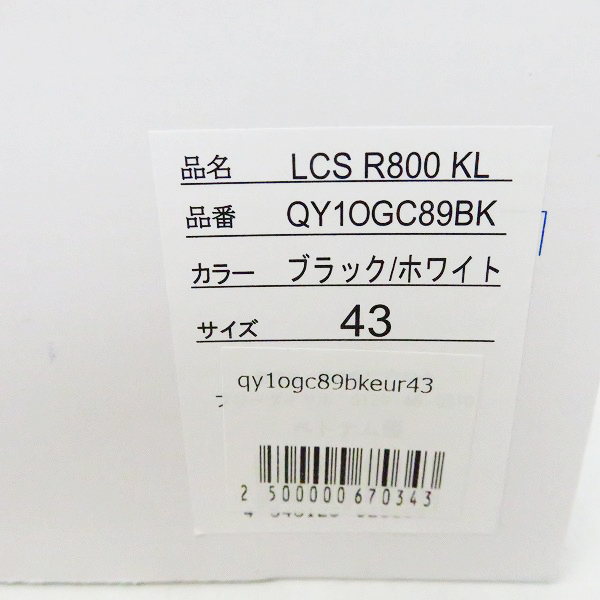 品名 LCS R800 KL
品番 QY1OGC89BK
カラー ブラック/ホワイト
サイズ 43
qy1ogc89bkeur43
2 500000 670343